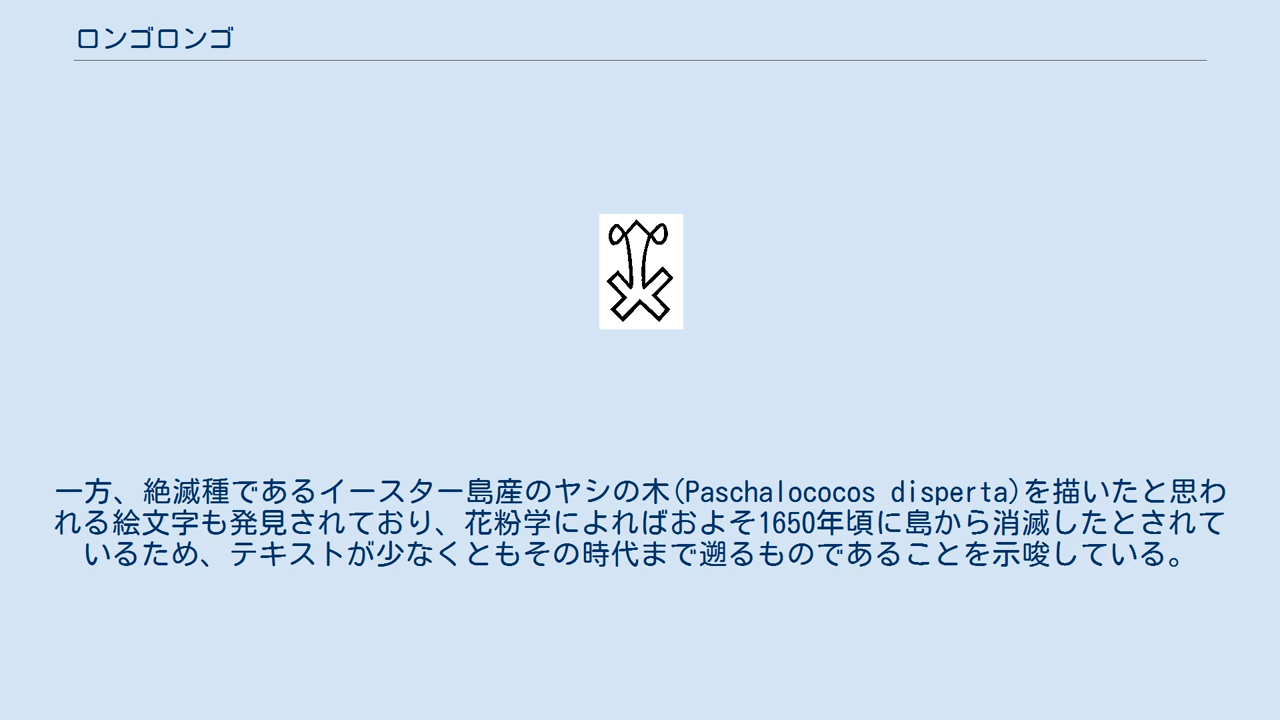 ロンゴロンゴ
一方、絶滅種であるイースター島産のヤシの木(Paschalococos disperta)を描いたと思わ
れる絵文字も発見されており、花粉学によればおよそ1650年頃に島から消滅したとされて
いるため、テキストが少なくともその時代まで遡るものであることを示唆している。